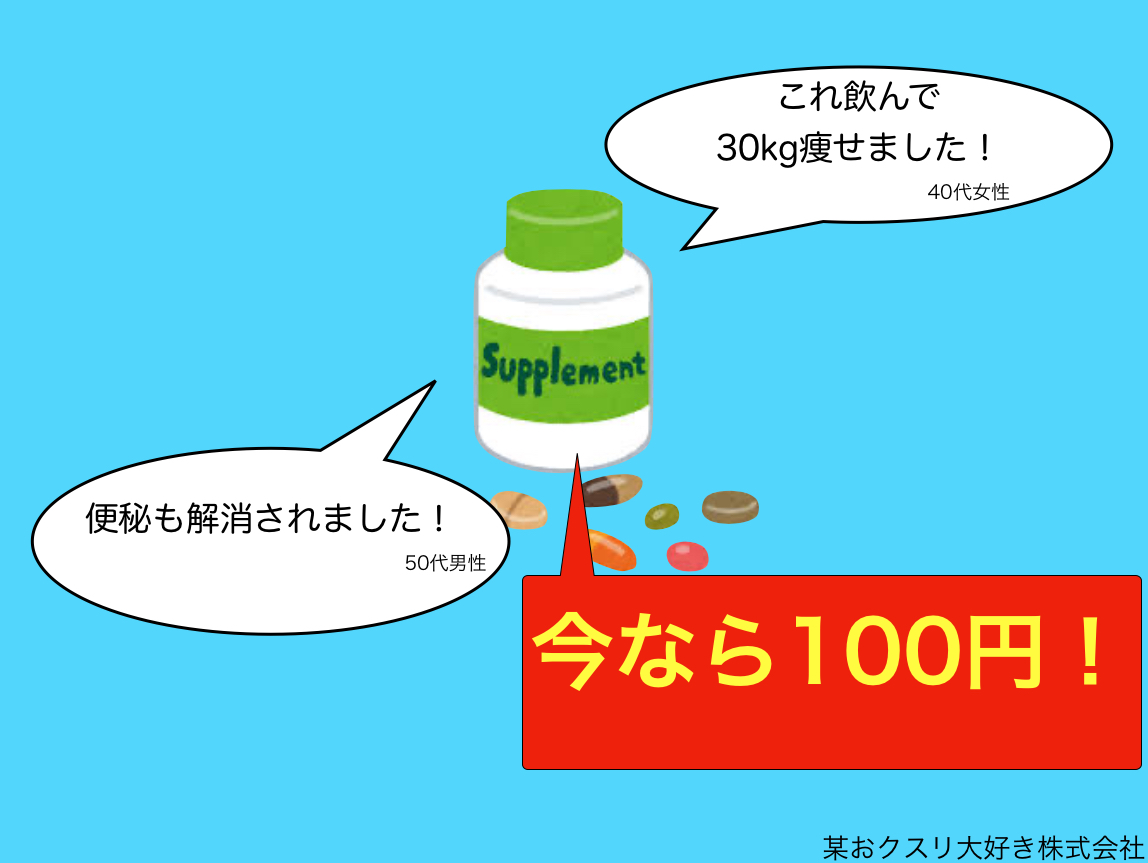 これ飲んで
30kg痩せました！
40代女性
Supplement
便秘も解消されました！
50代男性
今なら100円！
某おクスリ大好き株式会社